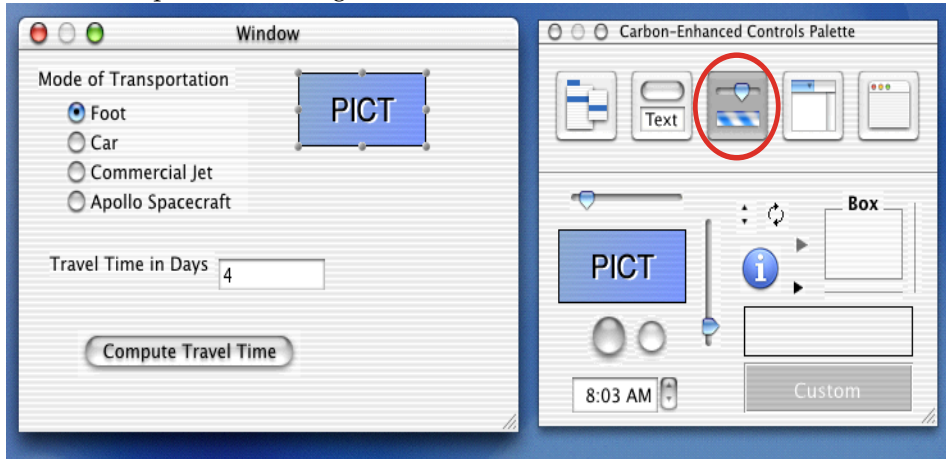 Window
Mode of Transportation
PICT
Foot
Car
Commercial Jet
Apollo Spacecraft
Travel Time in Days
4
Compute Travel Time
Carbon-Enhanced Controls Palette
Text
Box
PICT
8:03 AM
Custom